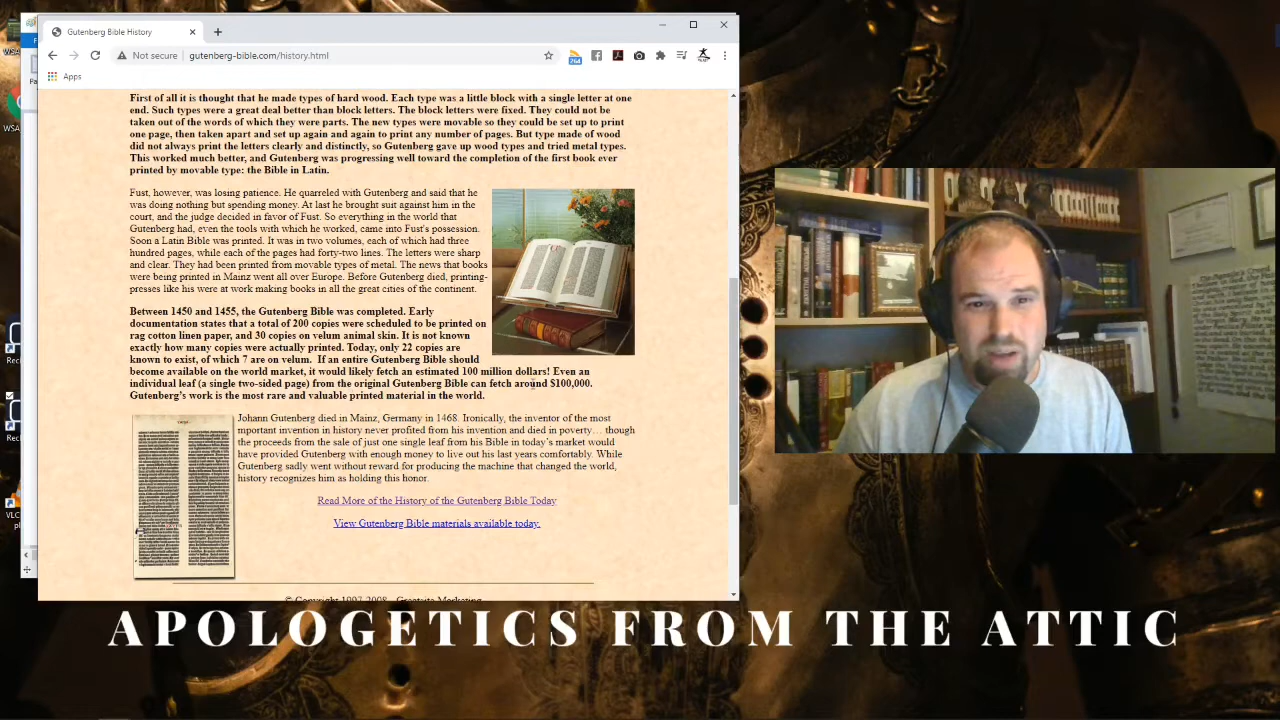 Gutenberg Bible History
Not secure
gutenberg-bible.com/history.html
264
Apps
First of all it is thought that he made types of hard wood. Each type was a little block with a single letter at one
end. Such types were a great deal better than block letters. The block letters were fixed. They could not be
taken out of the words of which they were parts. The new types were movable so they could be set up to print
one page, then taken apart and set up again and again to print any number of pages. But type made of wood
did not always print the letters clearly and distinctly, so Gutenberg gave up wood types and tried metal types.
This worked much better, and Gutenberg was progressing well toward the completion of the first book ever
printed by movable type: the Bible in Latin.
Fust, however, was losing patience. He quarreled with Gutenberg and said that he
was doing nothing but spending money. At last he brought suit against him in the
court, and the judge decided in favor of Fust. So everything in the world that
Gutenberg had, even the tools with which he worked, came into Fust's possession.
Soon a Latin Bible was printed. It was in two volumes, each of which had three
hundred pages, while each of the pages had forty-two lines. The letters were sharp
and clear. They had been printed from movable types of metal. The news that books
were being printed in Mainz went all over Europe. Before Gutenberg died, printing-
presses like his were at work making books in all the great cities of the continent.
Between 1450 and 1455, the Gutenberg Bible was completed. Early
documentation states that a total of 200 copies were scheduled to be printed on
rag cotton linen paper, and 30 copies on velum animal skin. It is not known
exactly how many copies were actually printed. Today, only 22 copies are
known to exist, of which 7 are on velum. If an entire Gutenberg Bible should
become available on the world market, it would likely fetch an estimated 100 million dollars! Even an
individual leaf (a single two-sided page) from the original Gutenberg Bible can fetch around $100,000.
Gutenberg's work is the most rare and valuable printed material in the world.
Johann Gutenberg died in Mainz, Germany in 1468. Ironically, the inventor of the most
important invention in history never profited from his invention and died in poverty… though
the proceeds from the sale of just one single leaf from his Bible in today's market would
have provided Gutenberg with enough money to live out his last years comfortably. While
Gutenberg sadly went without reward for producing the machine that changed the world,
history recognizes him as holding this honor.
Read More of the History of the Gutenberg Bible Today
View Gutenberg Bible materials available today.
© Copyright 1997-2008 - Greatsite Marketing
APOLOGETICS FROM THE ATTIC